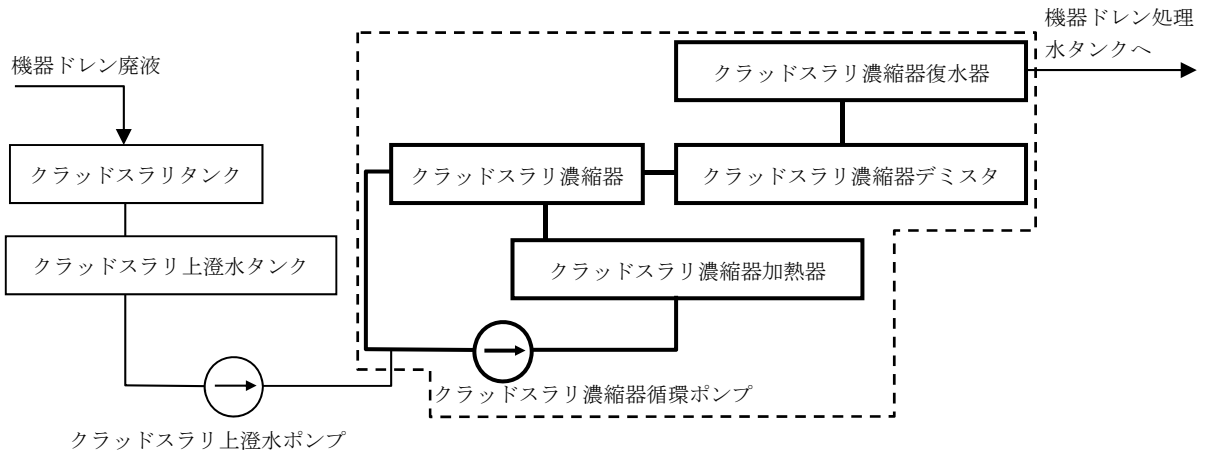 機器ドレン処理
水タンクへ
機器ドレン廃液
クラッドスラリ濃縮器復水器
クラッドスラリタンク
クラッドスラリ濃縮器
クラッドスラリ濃縮器デミスタ
クラッドスラリ上澄水タンク
クラッドスラリ濃縮器加熱器
クラッドスラリ濃縮器循環ポンプ
クラッドスラリ上澄水ポンプ